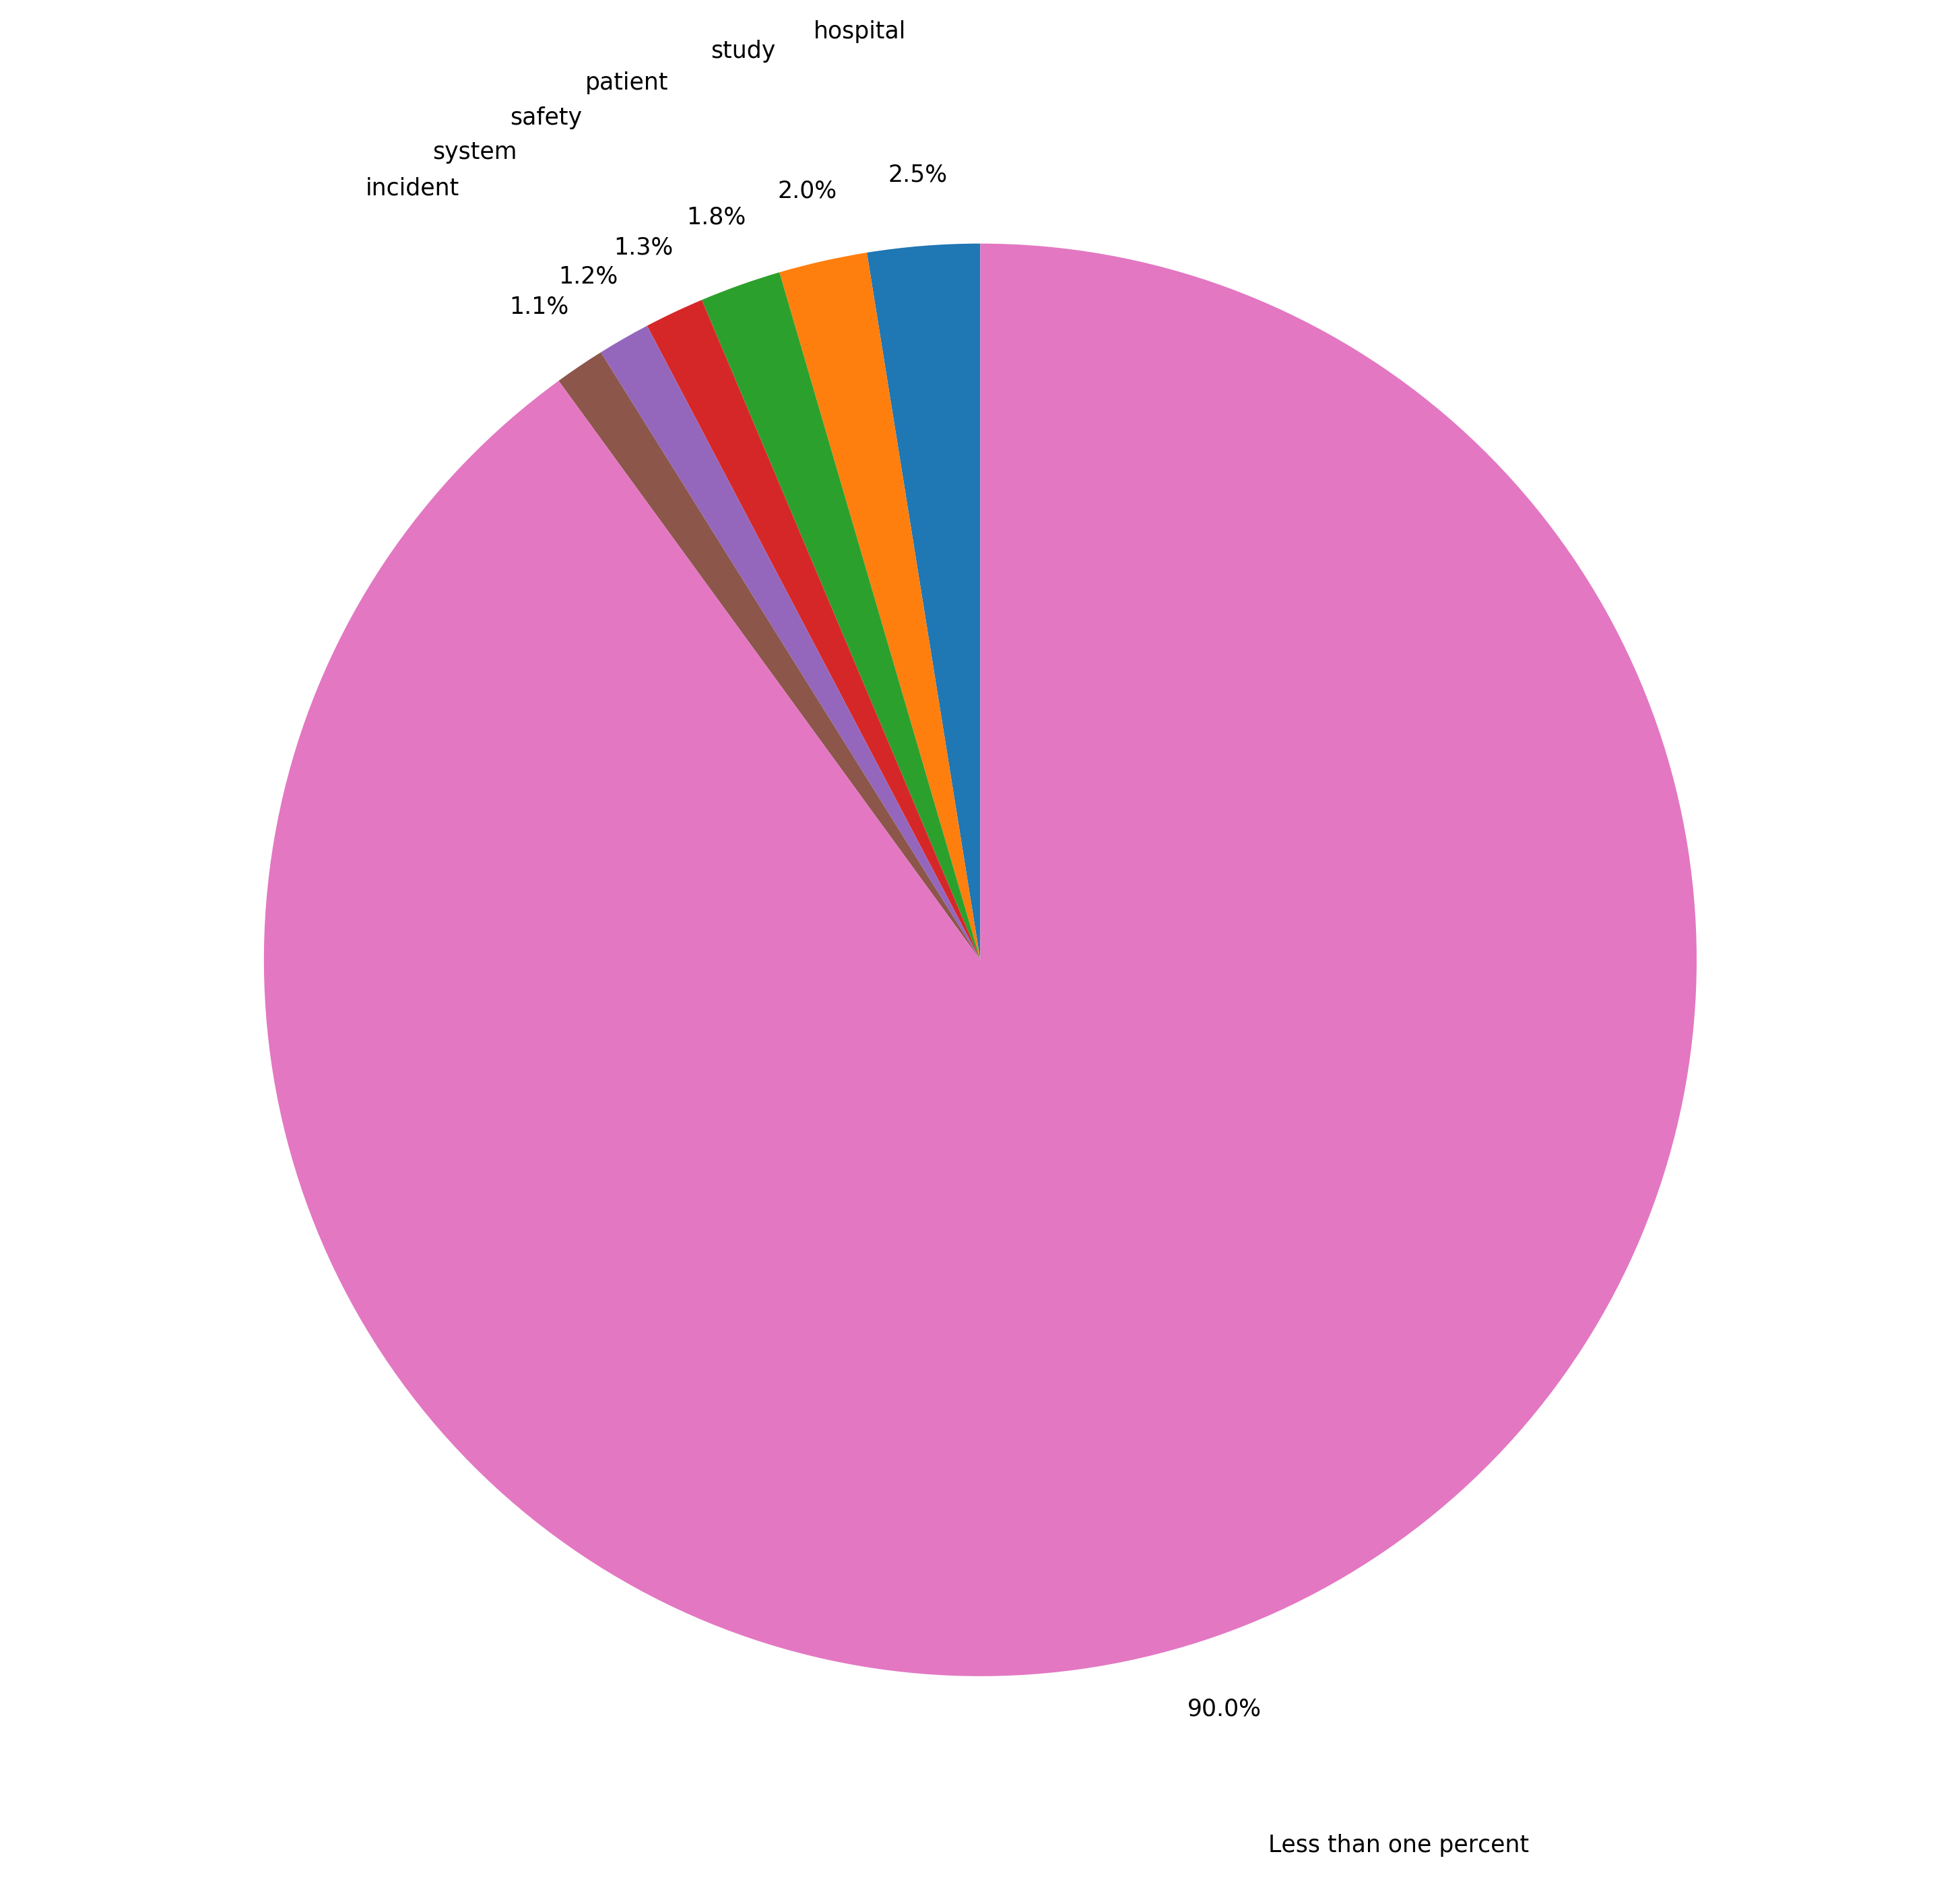 hospital
study
patient
safety
system
incident
2.5%
2.0%
1.8%
1.3%
1.2%
1.1%
90.0%
Less than one percent